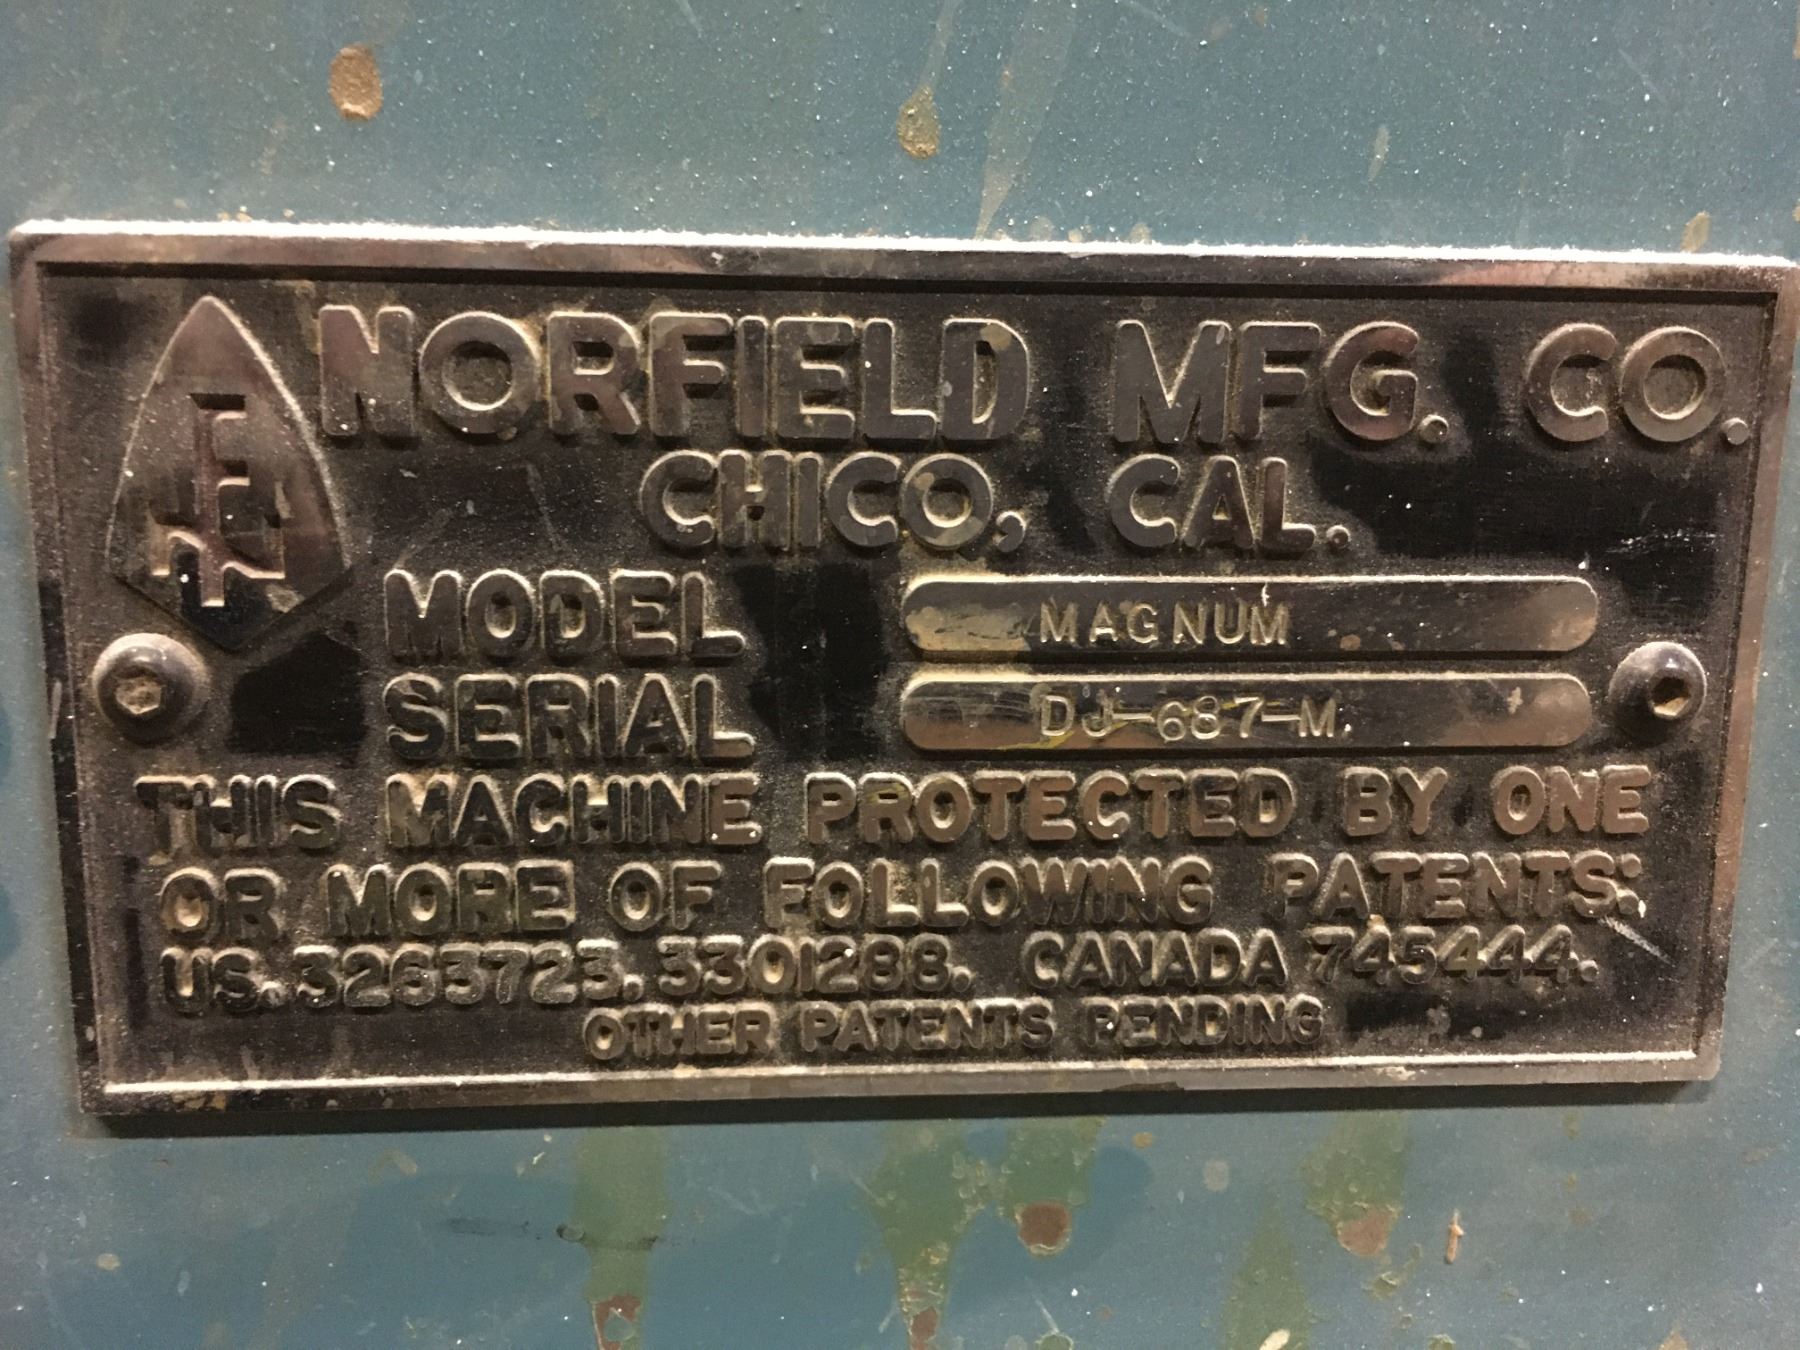 NORFIELD MFG. CO.
CHICO, CAL.
MODEL MAGNUM
SERIAL DJ-687-M.
THIS MACHINE PROTECTED BY ONE
OR MORE OF FOLLOWING PATENTS:
US. 3263723. 3301288. CANADA 745444.
OTHER PATENTS PENDING